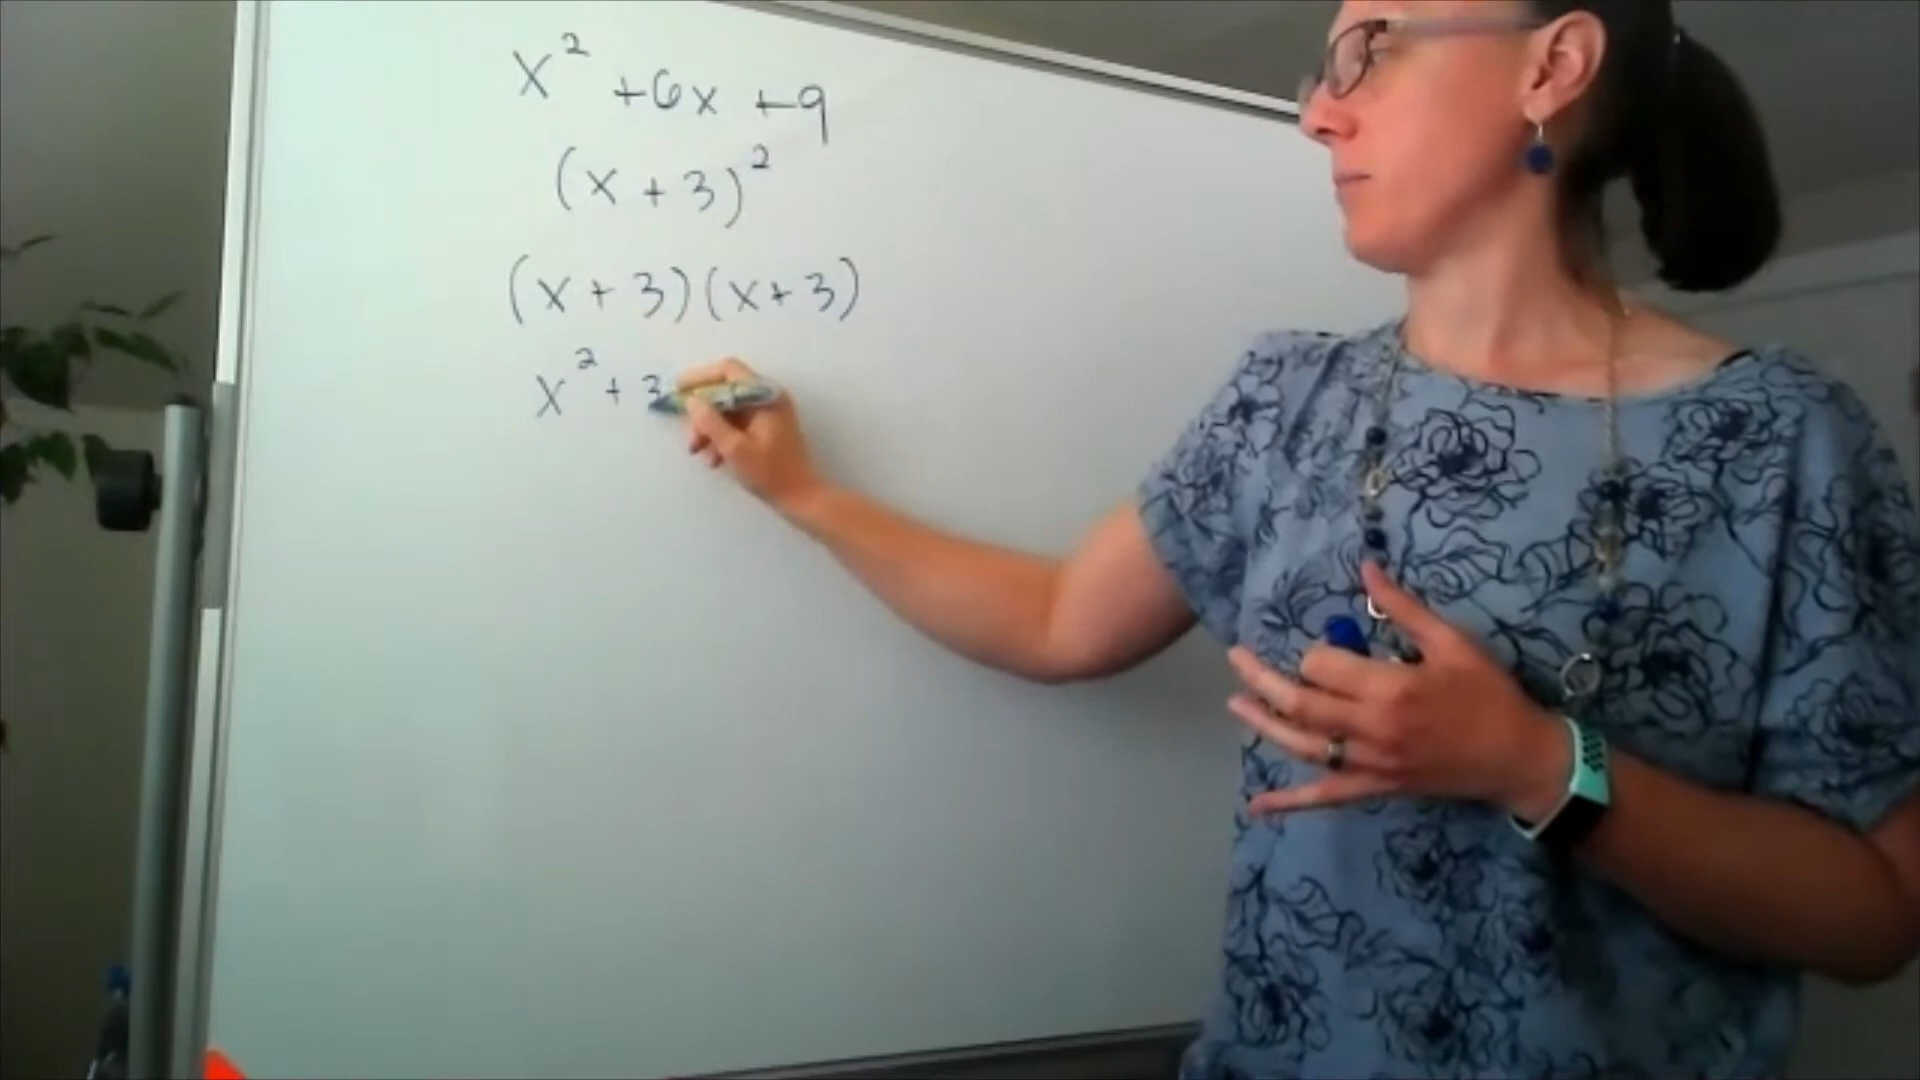 x² + 6x + 9
(x + 3)²
(x + 3)(x + 3)
x² + 3